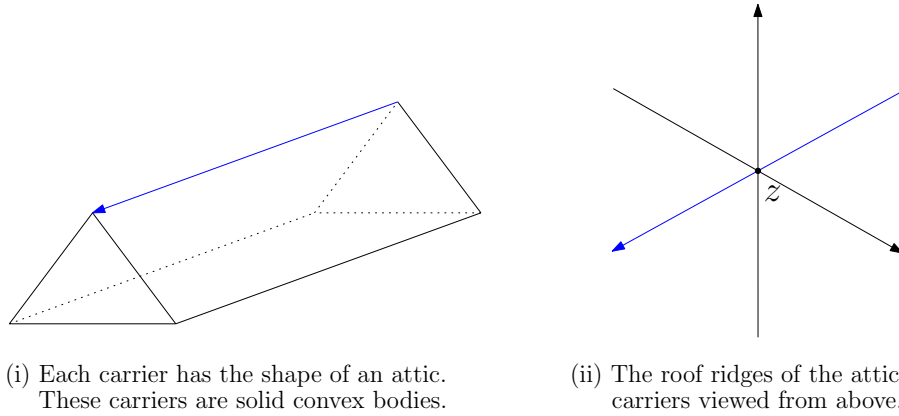 z
(i) Each carrier has the shape of an attic.
These carriers are solid convex bodies.
(ii) The roof ridges of the attic
carriers viewed from above.